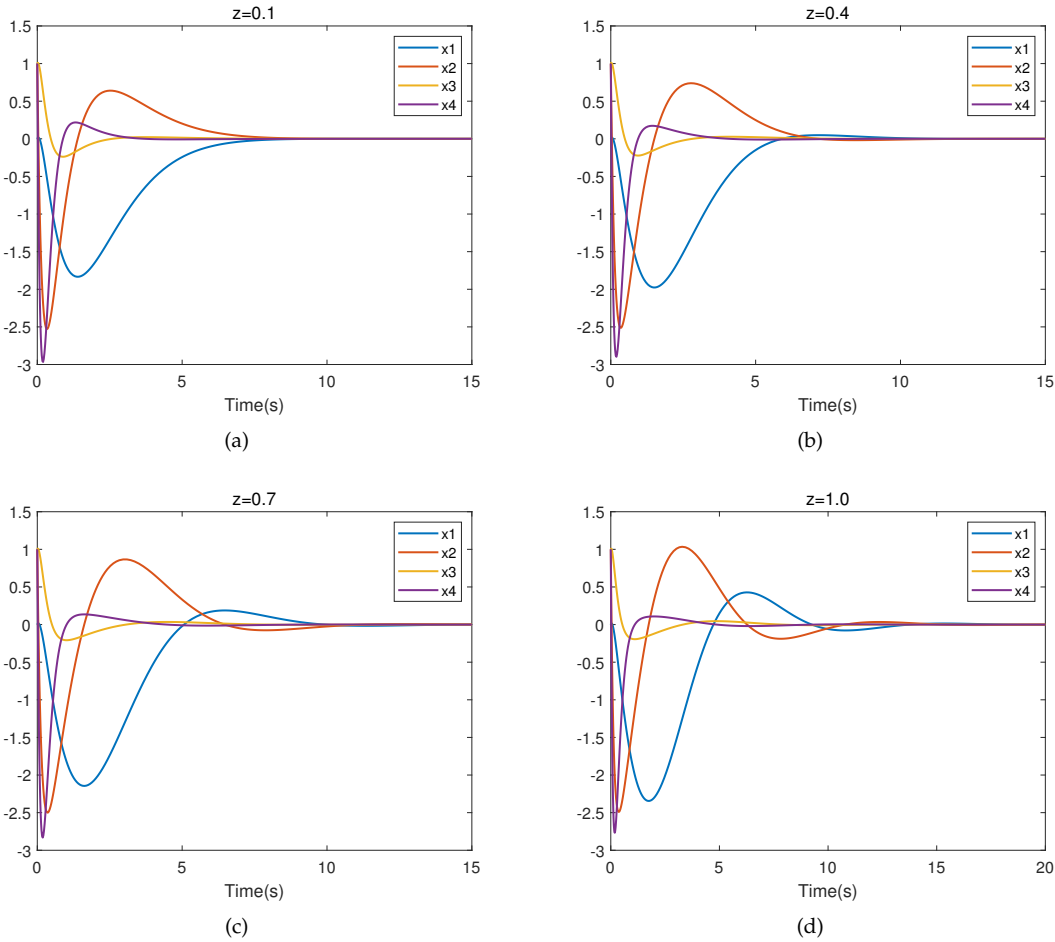 z=0.1
1.5
1
0.5
0
-0.5
-1
-1.5
-2
-2.5
-3
0 5 10 15
Time(s)
x1
x2
x3
x4
(a)
z=0.4
1.5
1
0.5
0
-0.5
-1
-1.5
-2
-2.5
-3
0 5 10 15
Time(s)
x1
x2
x3
x4
(b)
z=0.7
1.5
1
0.5
0
-0.5
-1
-1.5
-2
-2.5
-3
0 5 10 15
Time(s)
x1
x2
x3
x4
(c)
z=1.0
1.5
1
0.5
0
-0.5
-1
-1.5
-2
-2.5
-3
0 5 10 15 20
Time(s)
x1
x2
x3
x4
(d)